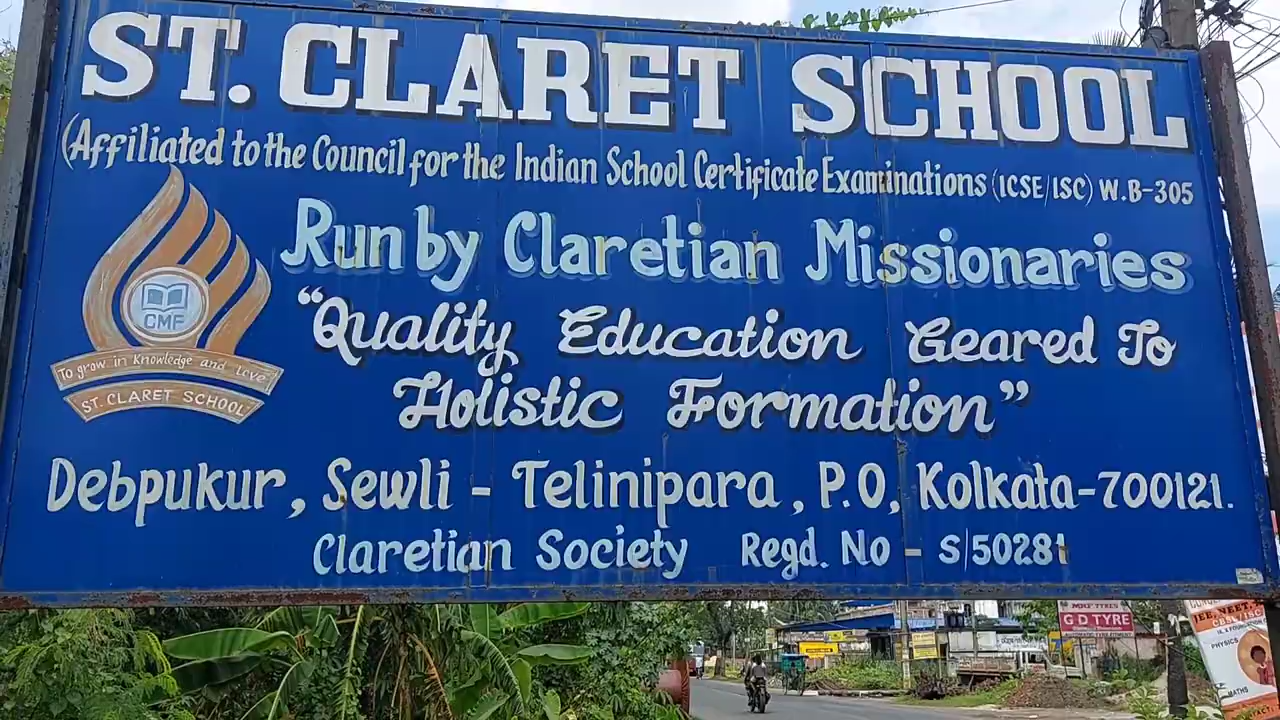 ST. CLARET SCHOOL
(Affiliated to the Council for the Indian School Certificate Examinations (ICSE/ISC) W.B-305
Run by Claretian Missionaries
CMF
"Quality Education Geared To
Holistic Formation"
To grow in Knowledge and Love
ST. CLARET SCHOOL
Debpukur, Sewli - Telinipara, P.O, Kolkata-700121.
Claretian Society Regd. No - S/50281
MRF TYRES
G D TYRE
JEE, NEET
PHYSICS
MATHS